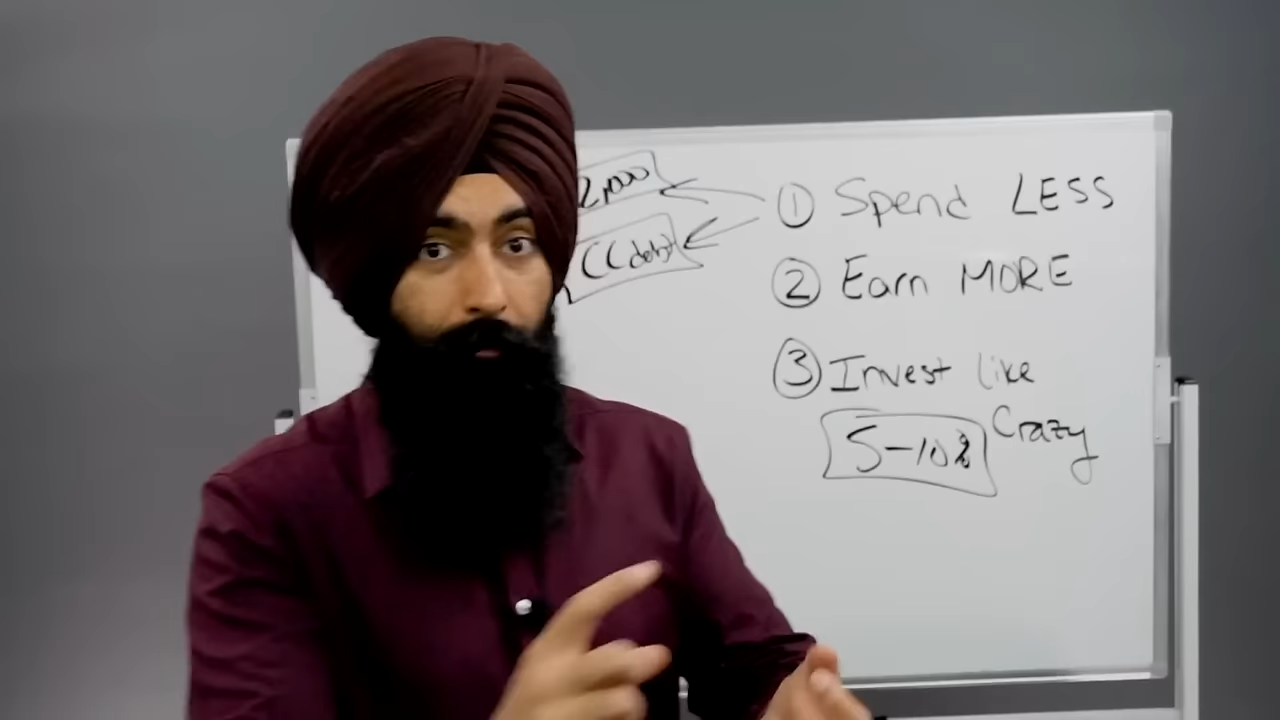 2,000
① Spend LESS
CC debt
② Earn MORE
③ Invest like
Crazy
5-10%